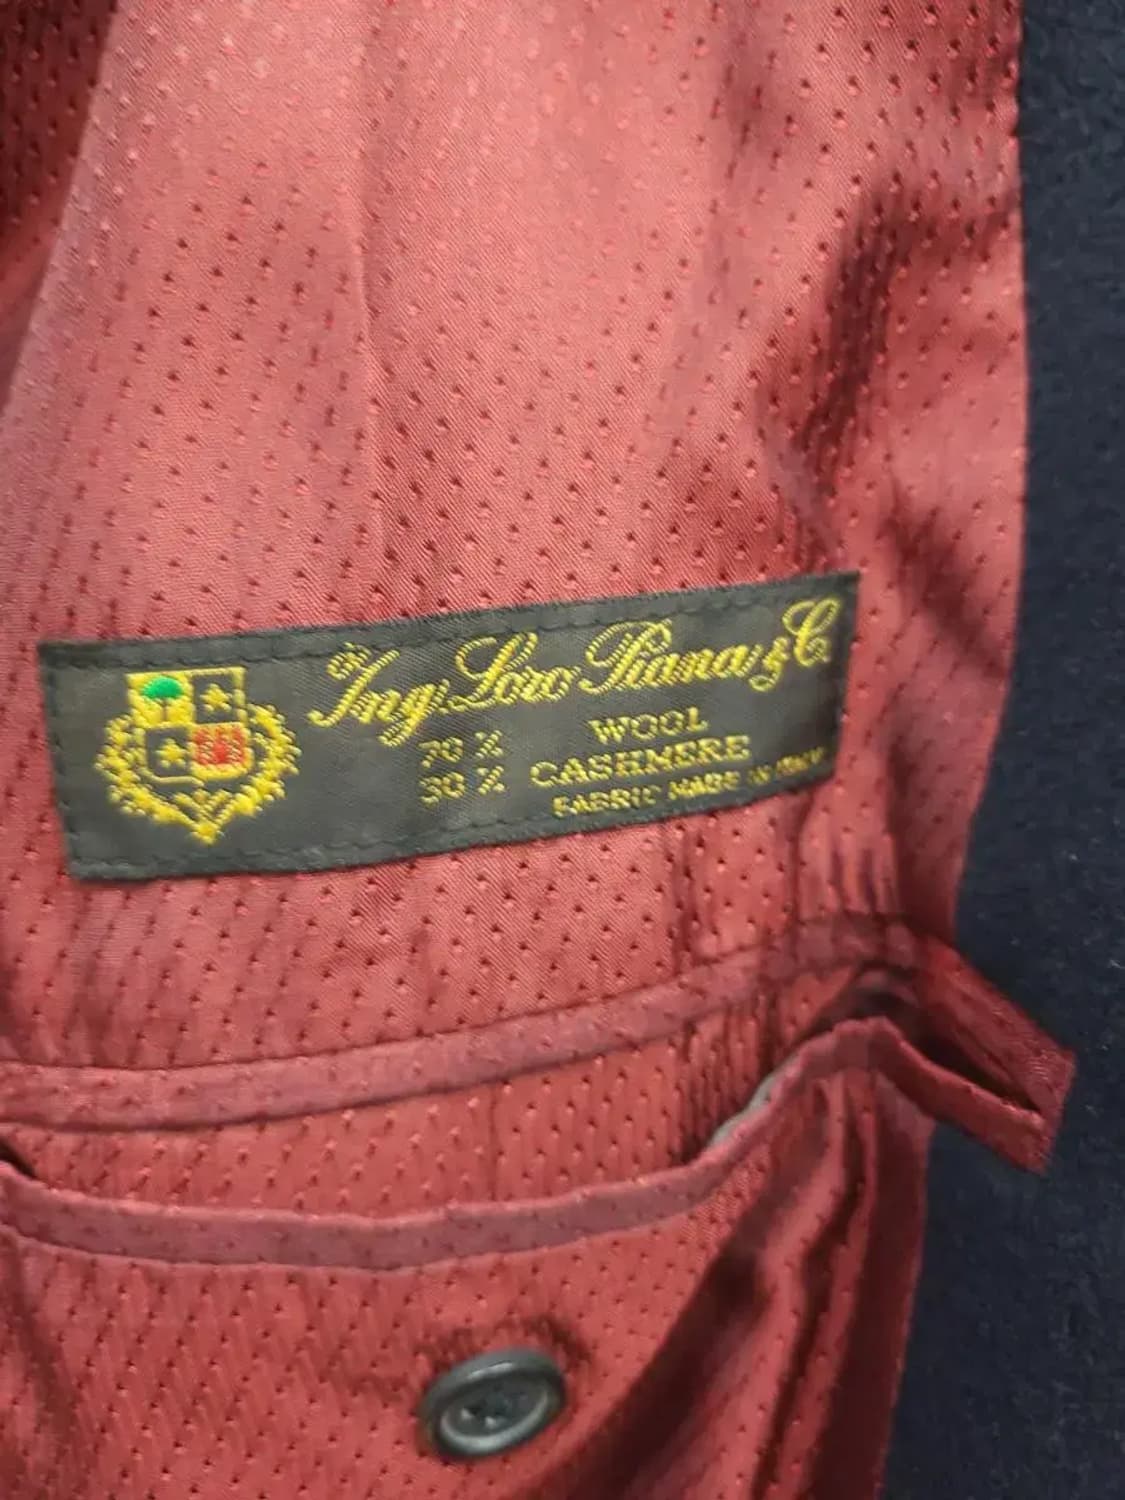 ® Ing. Loro Piana & C.
70 % WOOL
30 % CASHMERE
FABRIC MADE IN ITALY